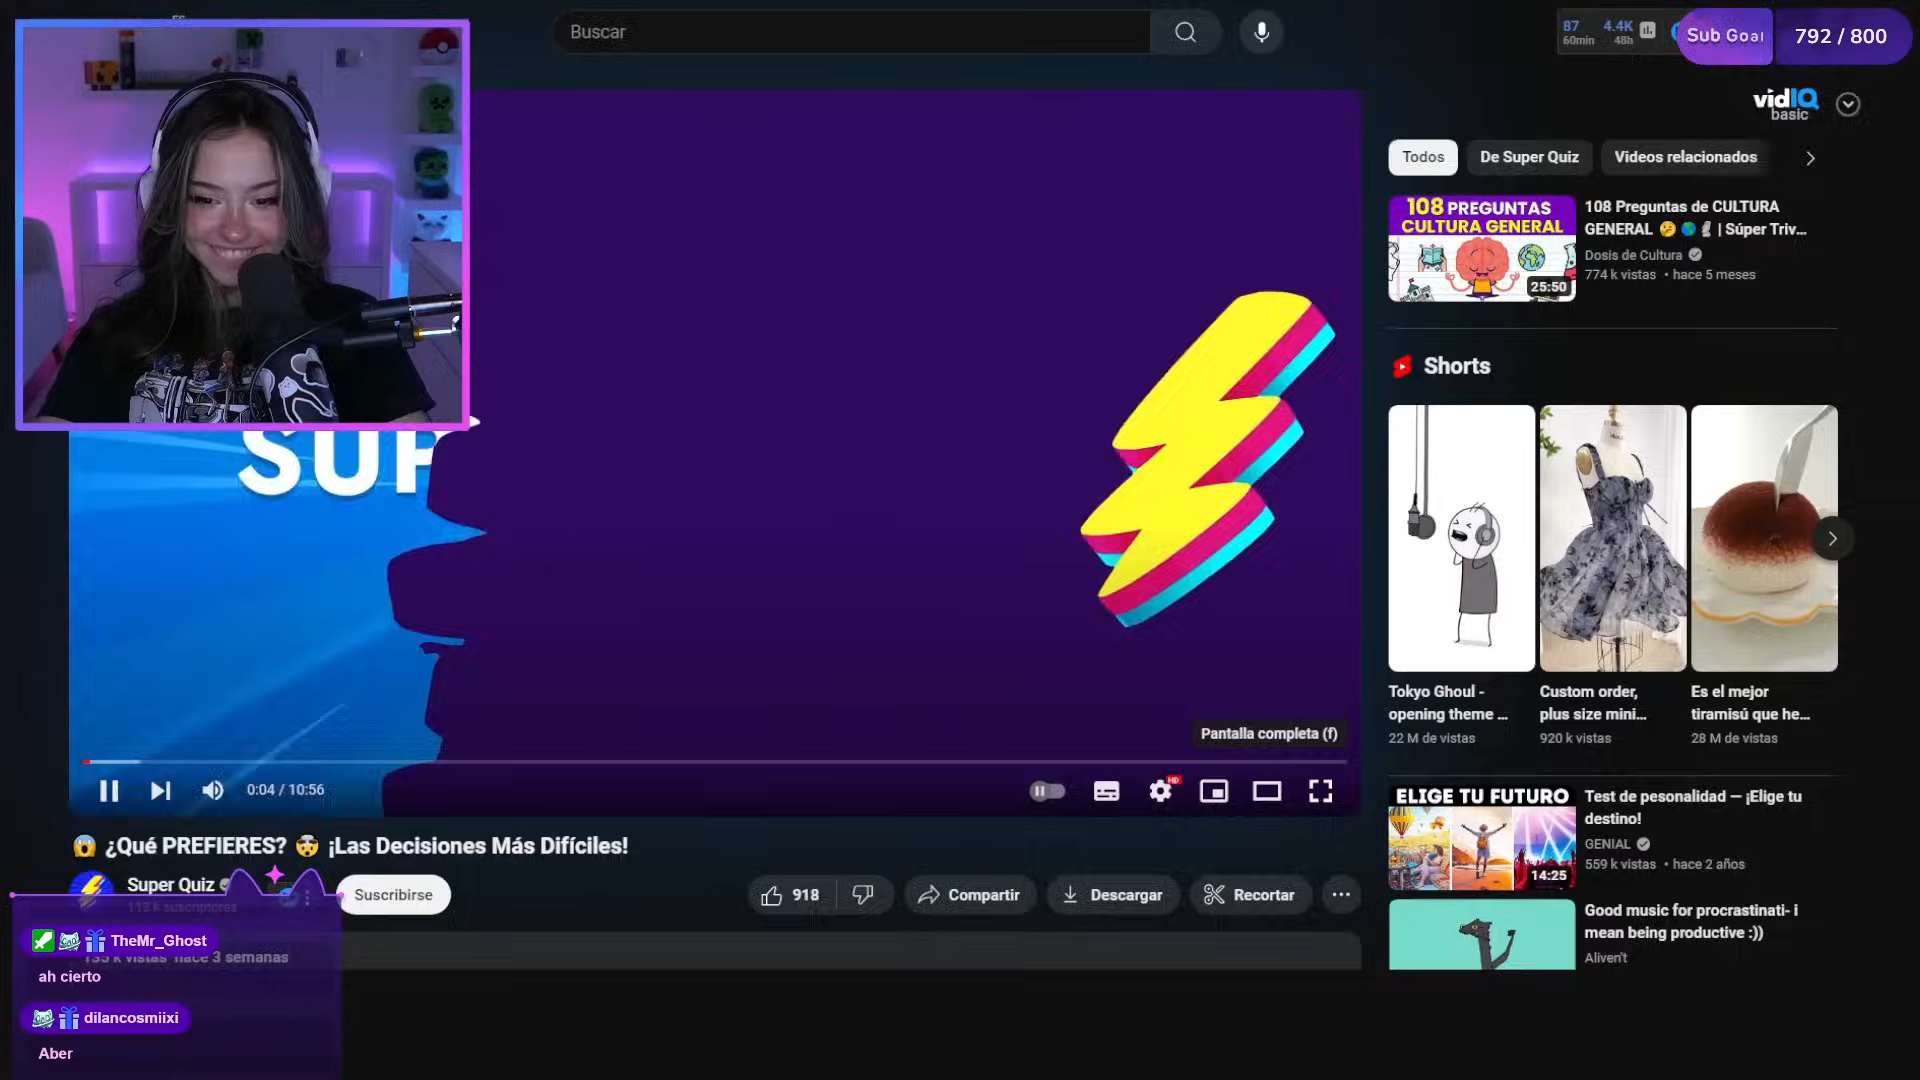 Buscar
87
60min
4.4K
48h
Sub Goal
792 / 800
vidIQ
basic
Todos
De Super Quiz
Videos relacionados
108 PREGUNTAS
CULTURA GENERAL
25:50
108 Preguntas de CULTURA
GENERAL 🤔 🌎 | Súper Triv...
Dosis de Cultura
774 k vistas • hace 5 meses
Shorts
Tokyo Ghoul -
opening theme ...
22 M de vistas
Custom order,
plus size mini...
920 k vistas
Es el mejor
tiramisú que he...
28 M de vistas
SUP
Pantalla completa (f)
0:04 / 10:56
HD
😱 ¿Qué PREFIERES? 🤯 ¡Las Decisiones Más Difíciles!
Super Quiz
Suscribirse
918
Compartir
Descargar
Recortar
135 k vistas hace 3 semanas
TheMr_Ghost
ah cierto
dilancosmiixi
Aber
ELIGE TU FUTURO
14:25
Test de pesonalidad — ¡Elige tu
destino!
GENIAL
559 k vistas • hace 2 años
Good music for procrastinati- i
mean being productive :))
Aliven't